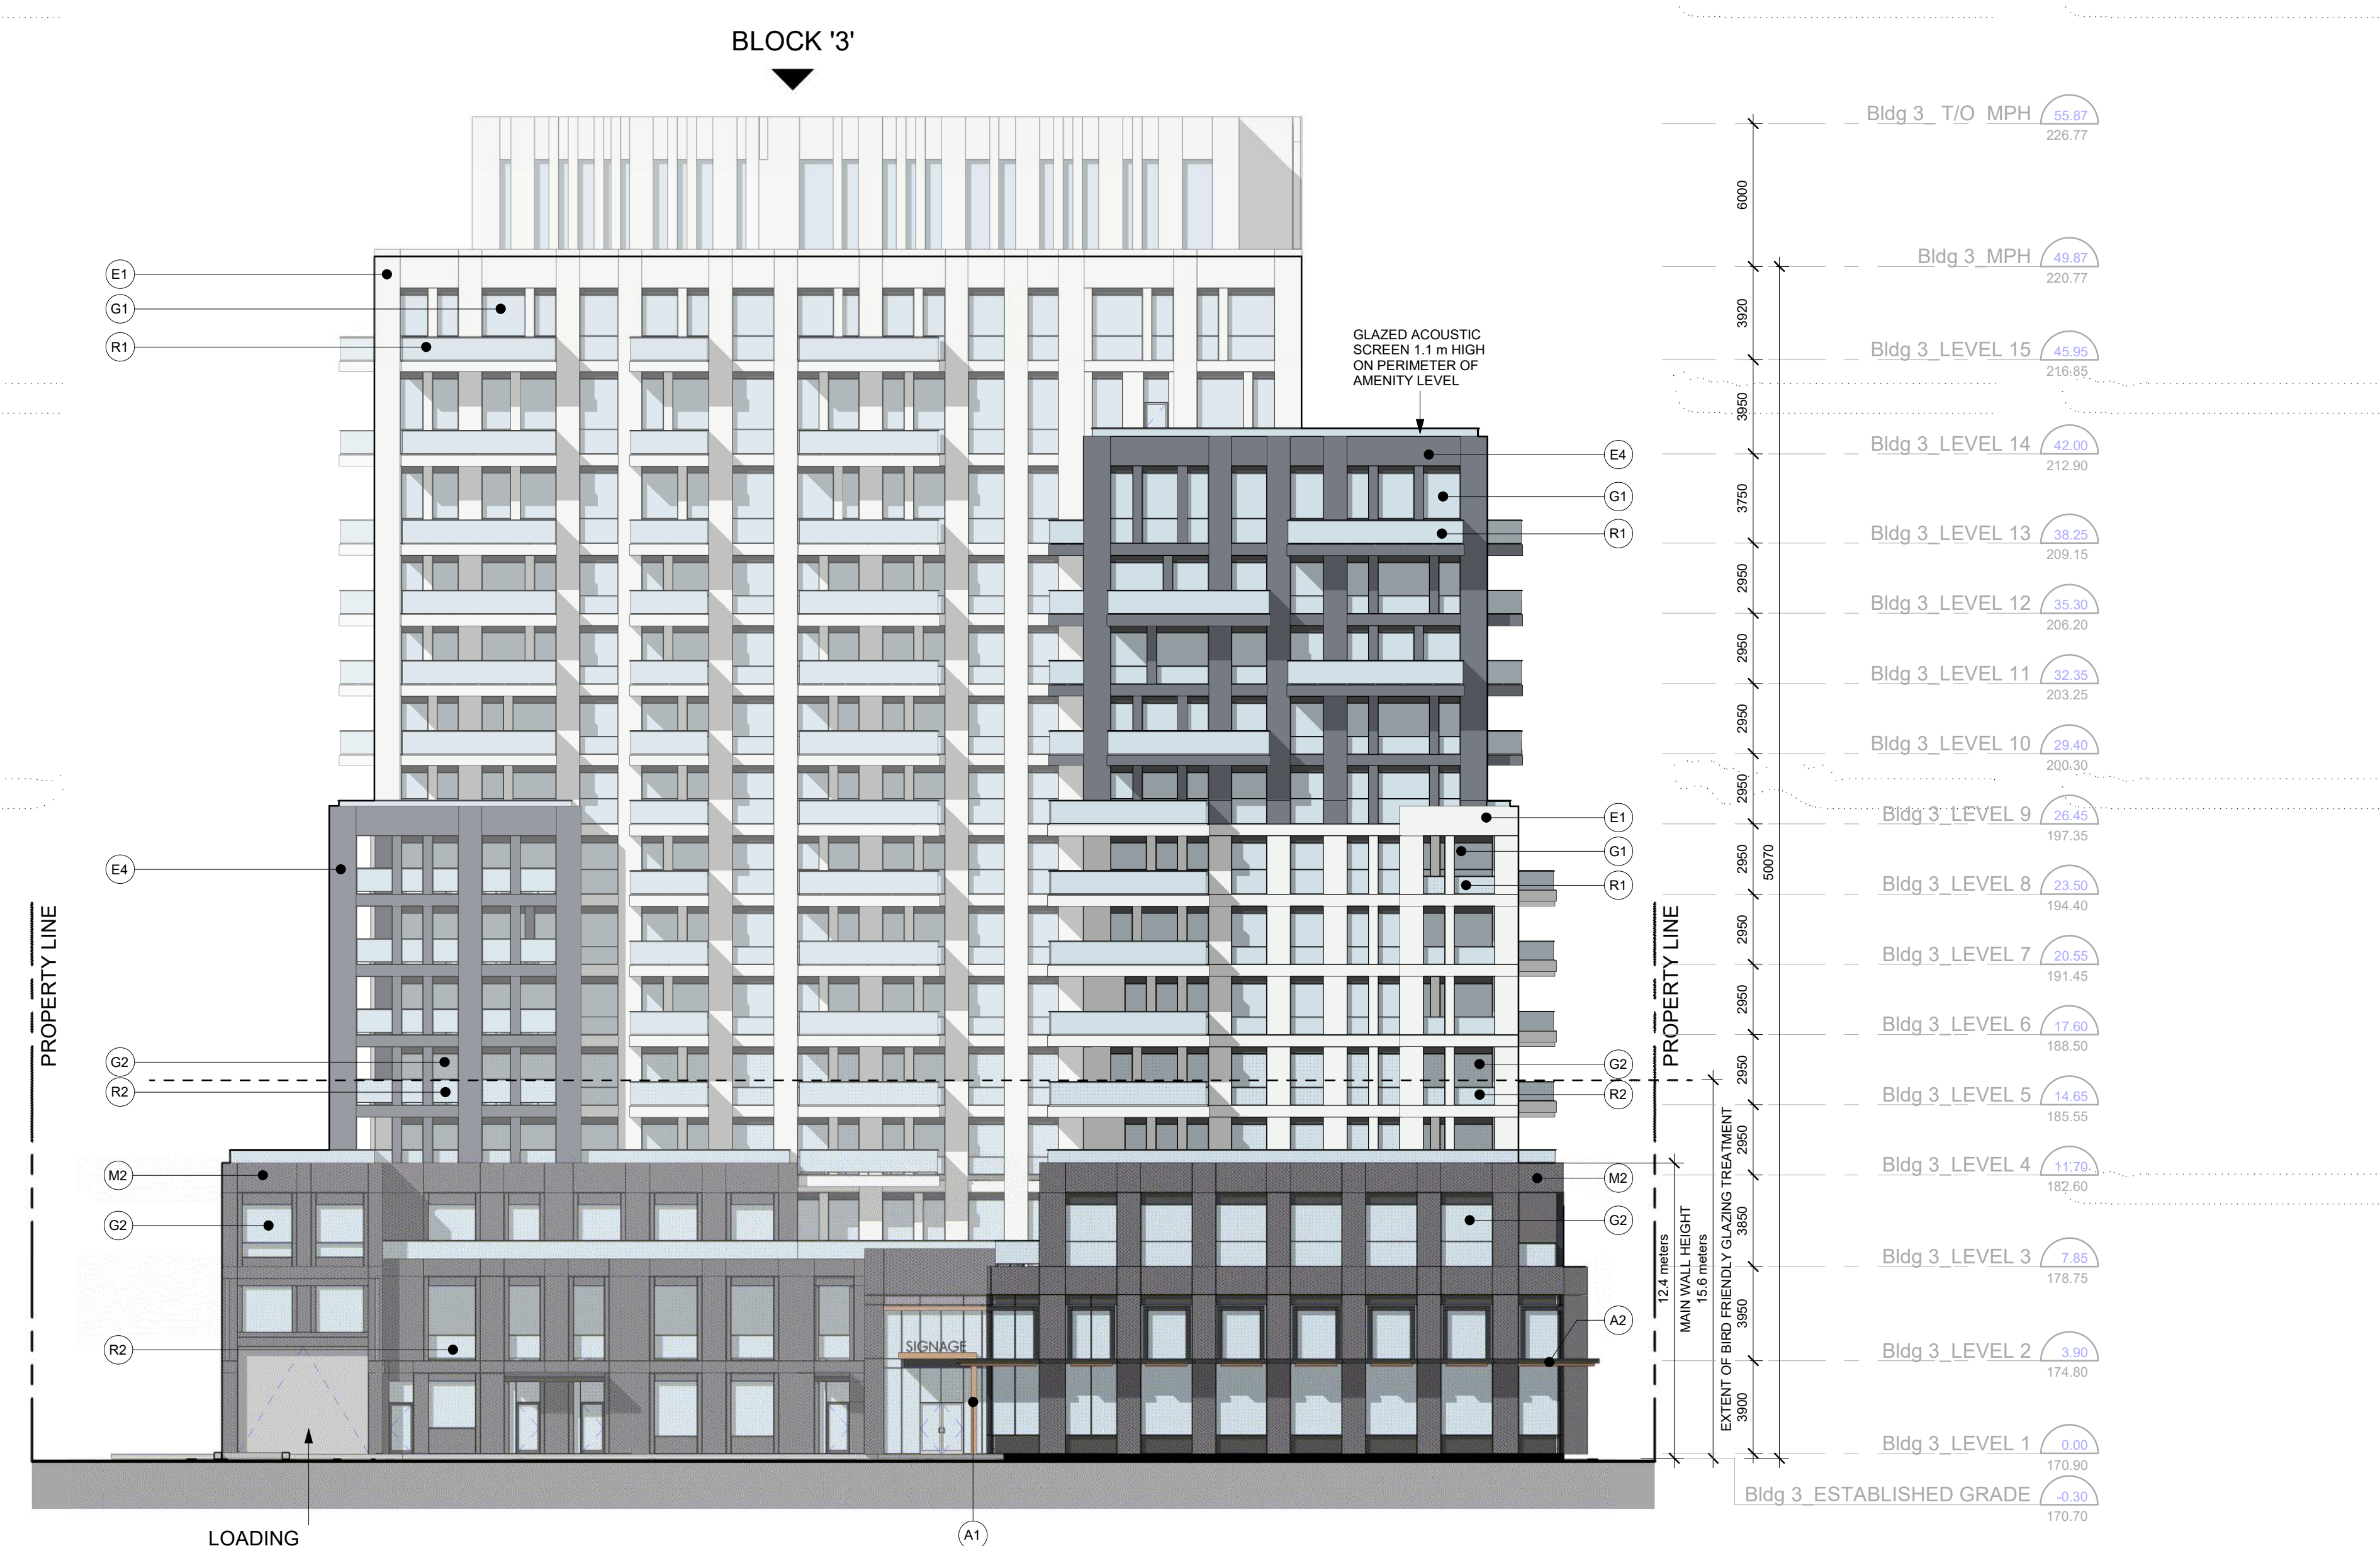 BLOCK '3'
E1
G1
R1
E4
G2
R2
M2
G2
R2
PROPERTY LINE
LOADING
A1
SIGNAGE
GLAZED ACOUSTIC
SCREEN 1.1 m HIGH
ON PERIMETER OF
AMENITY LEVEL
E4
G1
R1
E1
G1
R1
G2
R2
M2
G2
A2
PROPERTY LINE
12.4 meters
MAIN WALL HEIGHT
15.6 meters
EXTENT OF BIRD FRIENDLY GLAZING TREATMENT
6000
3920
3950
3750
2950
2950
2950
2950
2950
2950
2950
2950
2950
3850
3950
3900
50070
Bldg 3_ T/O MPH 55.87
226.77
Bldg 3_MPH 49.87
220.77
Bldg 3_LEVEL 15 45.95
216.85
Bldg 3_LEVEL 14 42.00
212.90
Bldg 3_LEVEL 13 38.25
209.15
Bldg 3_LEVEL 12 35.30
206.20
Bldg 3_LEVEL 11 32.35
203.25
Bldg 3_LEVEL 10 29.40
200.30
Bldg 3_LEVEL 9 26.45
197.35
Bldg 3_LEVEL 8 23.50
194.40
Bldg 3_LEVEL 7 20.55
191.45
Bldg 3_LEVEL 6 17.60
188.50
Bldg 3_LEVEL 5 14.65
185.55
Bldg 3_LEVEL 4 11.70
182.60
Bldg 3_LEVEL 3 7.85
178.75
Bldg 3_LEVEL 2 3.90
174.80
Bldg 3_LEVEL 1 0.00
170.90
Bldg 3_ESTABLISHED GRADE -0.30
170.70